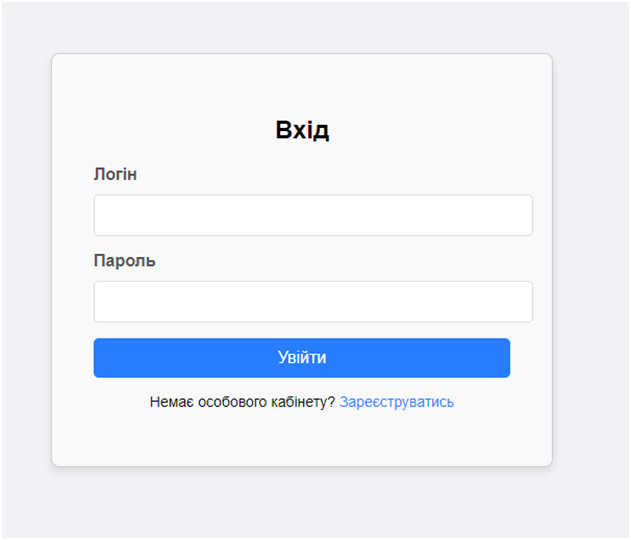 Вхід
Логін
Пароль
Увійти
Немає особового кабінету? Зареєструватись